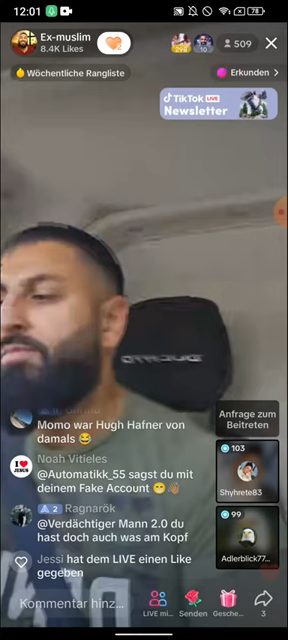 12:01
78
Ex-muslim
8.4K Likes
298
10
509
Wöchentliche Rangliste
Erkunden >
TikTok LIVE
Newsletter
Momo war Hugh Hafner von
damals 😂
I ❤ JESUS
Noah Vitieles
@Automatikk_55 sagst du mit
deinem Fake Account 😁👏🏽
2 Ragnarök
@Verdächtiger Mann 2.0 du
hast doch auch was am Kopf
Jessi hat dem LIVE einen Like
gegeben
Anfrage zum
Beitreten
103
Shyhrete83
99
Adlerblick77...
Kommentar hinz...
LIVE mi...
Senden
Gesche...
3